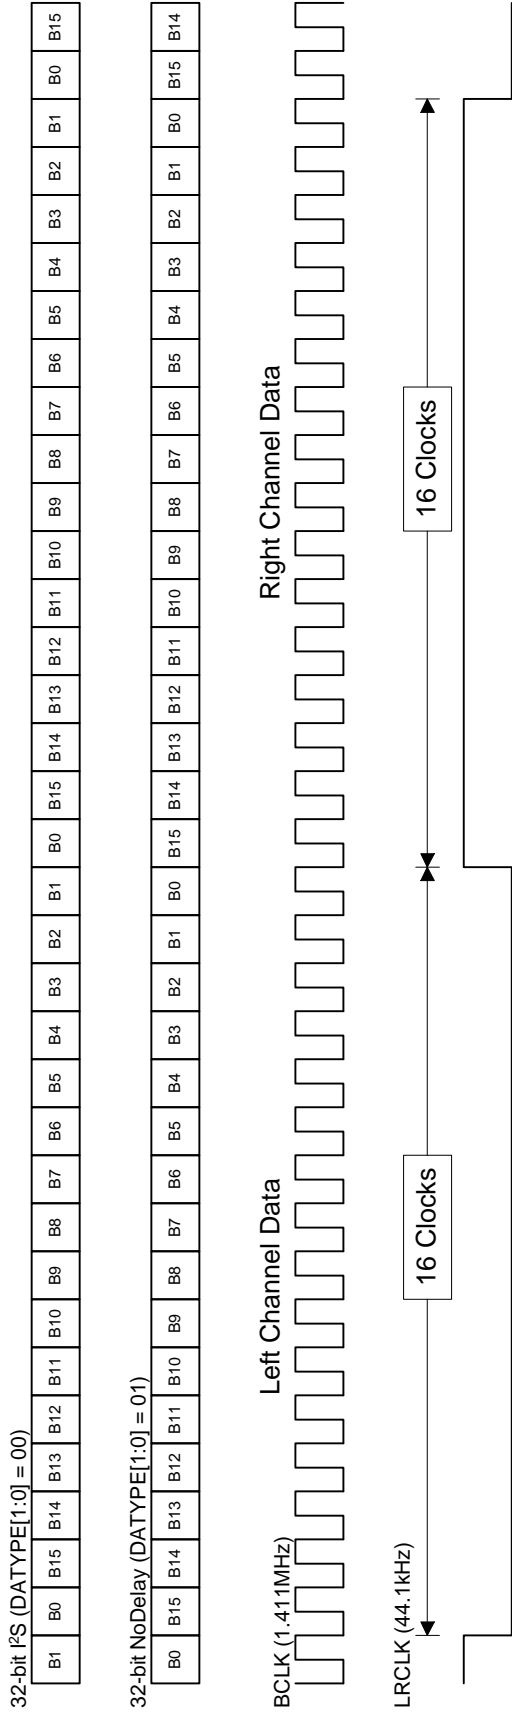 32-bit I²S (DATYPE[1:0] = 00)
B1 B0 B15 B14 B13 B12 B11 B10 B9 B8 B7 B6 B5 B4 B3 B2 B1 B0 B15 B14 B13 B12 B11 B10 B9 B8 B7 B6 B5 B4 B3 B2 B1 B0 B15
32-bit NoDelay (DATYPE[1:0] = 01)
B0 B15 B14 B13 B12 B11 B10 B9 B8 B7 B6 B5 B4 B3 B2 B1 B0 B15 B14 B13 B12 B11 B10 B9 B8 B7 B6 B5 B4 B3 B2 B1 B0 B15 B14
Left Channel Data
Right Channel Data
BCLK (1.411MHz)
LRCLK (44.1kHz)
16 Clocks
16 Clocks